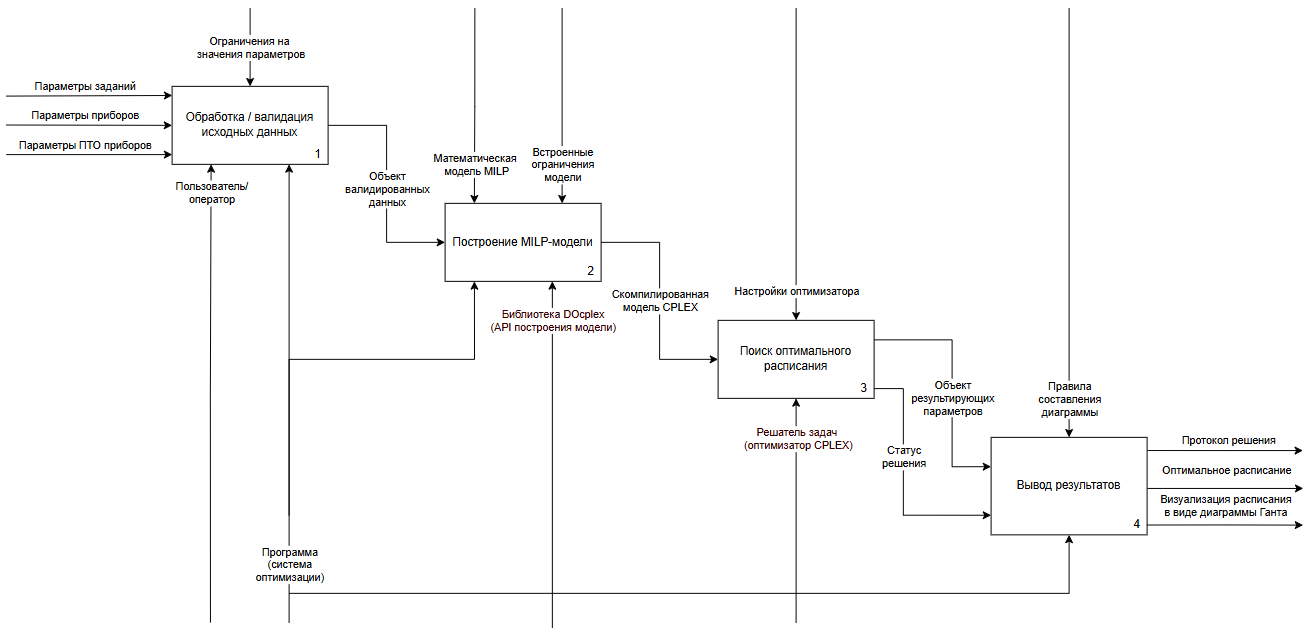 Ограничения на
значения параметров
Параметры заданий
Параметры приборов
Параметры ПТО приборов
Обработка / валидация
исходных данных
1
Пользователь/
оператор
Объект
валидированных
данных
Математическая
модель MILP
Встроенные
ограничения
модели
Построение MILP-модели
2
Библиотека DOcplex
(API построения модели)
Скомпилированная
модель CPLEX
Настройки оптимизатора
Поиск оптимального
расписания
3
Решатель задач
(оптимизатор CPLEX)
Объект
результирующих
параметров
Статус
решения
Правила
составления
диаграммы
Вывод результатов
4
Протокол решения
Оптимальное расписание
Визуализация расписания
в виде диаграммы Ганта
Программа
(система
оптимизации)